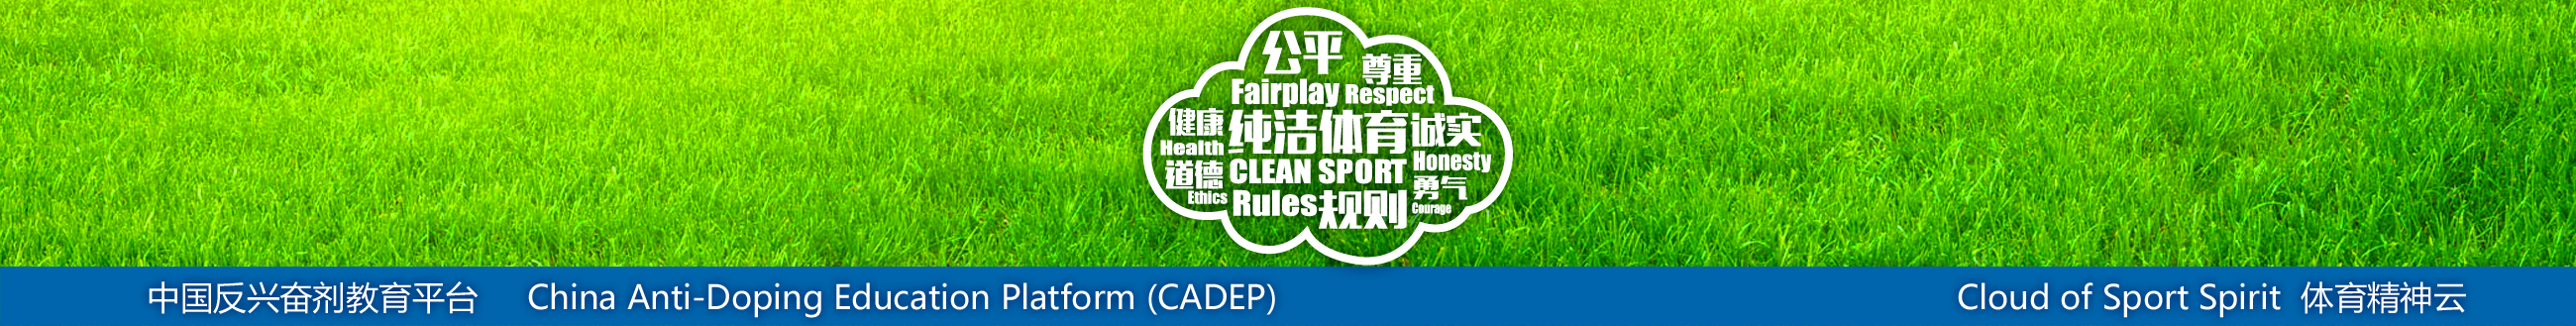 公平
尊重
Fairplay Respect
健康 纯洁体育 诚实
Health CLEAN SPORT Honesty
道德 勇气
Ethics Rules 规则 Courage
中国反兴奋剂教育平台 China Anti-Doping Education Platform (CADEP) Cloud of Sport Spirit 体育精神云